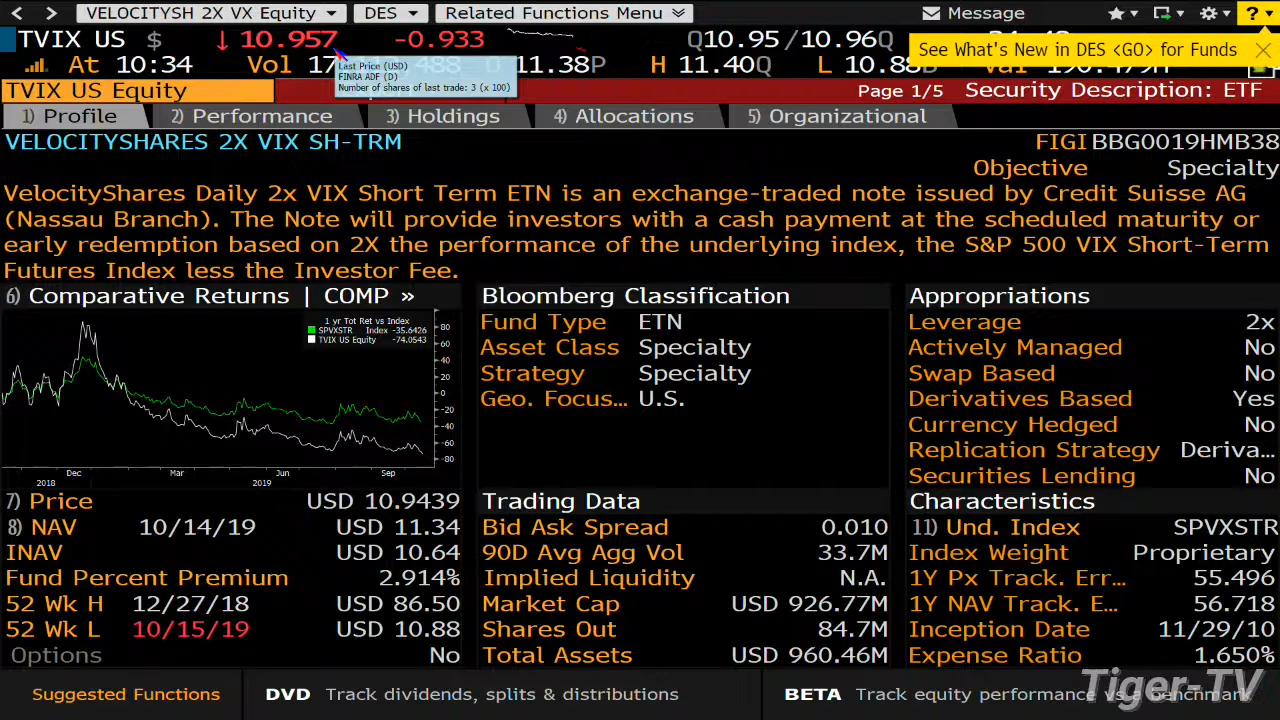 VELOCITYSH 2X VX Equity DES Related Functions Menu Message ?
TVIX US $ ↓ 10.957 -0.933 Q10.95 / 10.96Q
See What's New in DES <GO> for Funds
At 10:34 Vol 11.38P H 11.40Q L 10.88D
Last Price (USD)
FINRA ADF (D)
Number of shares of last trade: 3 (x 100)
TVIX US Equity Page 1/5 Security Description: ETF
1) Profile 2) Performance 3) Holdings 4) Allocations 5) Organizational
VELOCITYSHARES 2X VIX SH-TRM FIGI BBG0019HMB38
Objective Specialty
VelocityShares Daily 2x VIX Short Term ETN is an exchange-traded note issued by Credit Suisse AG
(Nassau Branch). The Note will provide investors with a cash payment at the scheduled maturity or
early redemption based on 2X the performance of the underlying index, the S&P 500 VIX Short-Term
Futures Index less the Investor Fee.
6) Comparative Returns | COMP »
1 yr Tot Ret vs Index
SPVXSTR Index -35.6426
TVIX US Equity -74.0543
80
60
40
20
0
-20
-40
-60
-80
Dec Mar Jun Sep
2018 2019
7) Price USD 10.9439
8) NAV 10/14/19 USD 11.34
INAV USD 10.64
Fund Percent Premium 2.914%
52 Wk H 12/27/18 USD 86.50
52 Wk L 10/15/19 USD 10.88
Options No
Bloomberg Classification
Fund Type ETN
Asset Class Specialty
Strategy Specialty
Geo. Focus... U.S.
Trading Data
Bid Ask Spread 0.010
90D Avg Agg Vol 33.7M
Implied Liquidity N.A.
Market Cap USD 926.77M
Shares Out 84.7M
Total Assets USD 960.46M
Appropriations
Leverage 2x
Actively Managed No
Swap Based No
Derivatives Based Yes
Currency Hedged No
Replication Strategy Deriva...
Securities Lending No
Characteristics
11) Und. Index SPVXSTR
Index Weight Proprietary
1Y Px Track. Err... 55.496
1Y NAV Track. E... 56.718
Inception Date 11/29/10
Expense Ratio 1.650%
Suggested Functions DVD Track dividends, splits & distributions BETA Track equity performance vs a benchmark
Tiger-TV